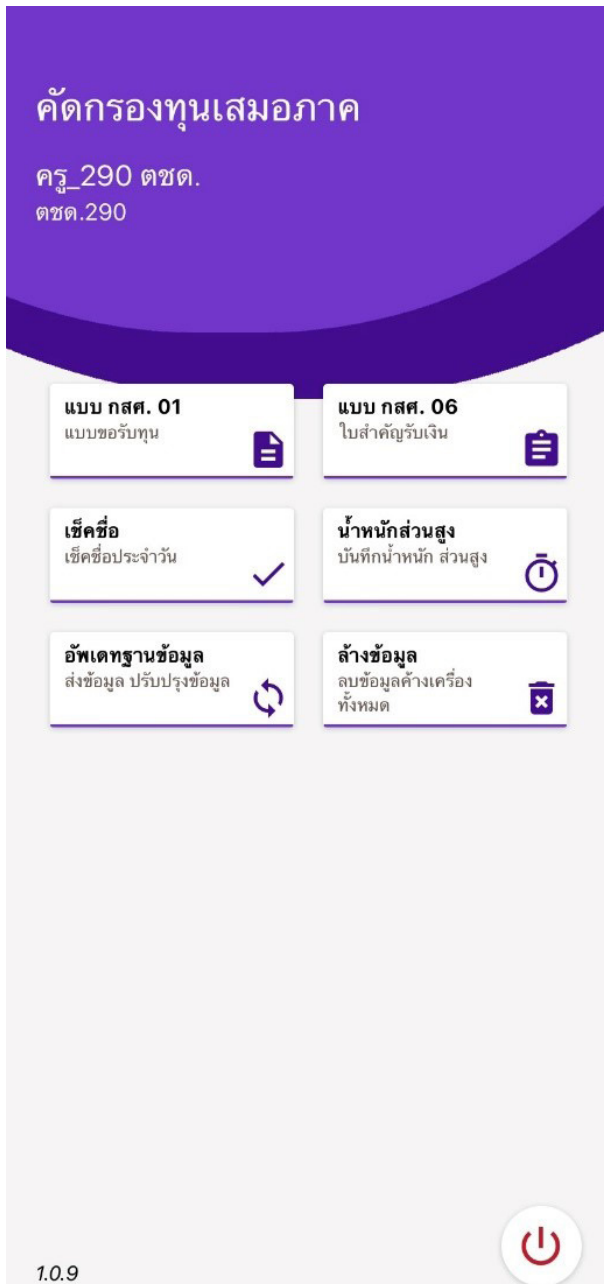 คัดกรองทุนเสมอภาค
ครู_290 ตชด.
ตชด.290
แบบ กสศ. 01
แบบขอรับทุน
แบบ กสศ. 06
ใบสำคัญรับเงิน
เช็คชื่อ
เช็คชื่อประจำวัน
น้ำหนักส่วนสูง
บันทึกน้ำหนัก ส่วนสูง
อัพเดทฐานข้อมูล
ส่งข้อมูล ปรับปรุงข้อมูล
ล้างข้อมูล
ลบข้อมูลค้างเครื่อง
ทั้งหมด
1.0.9